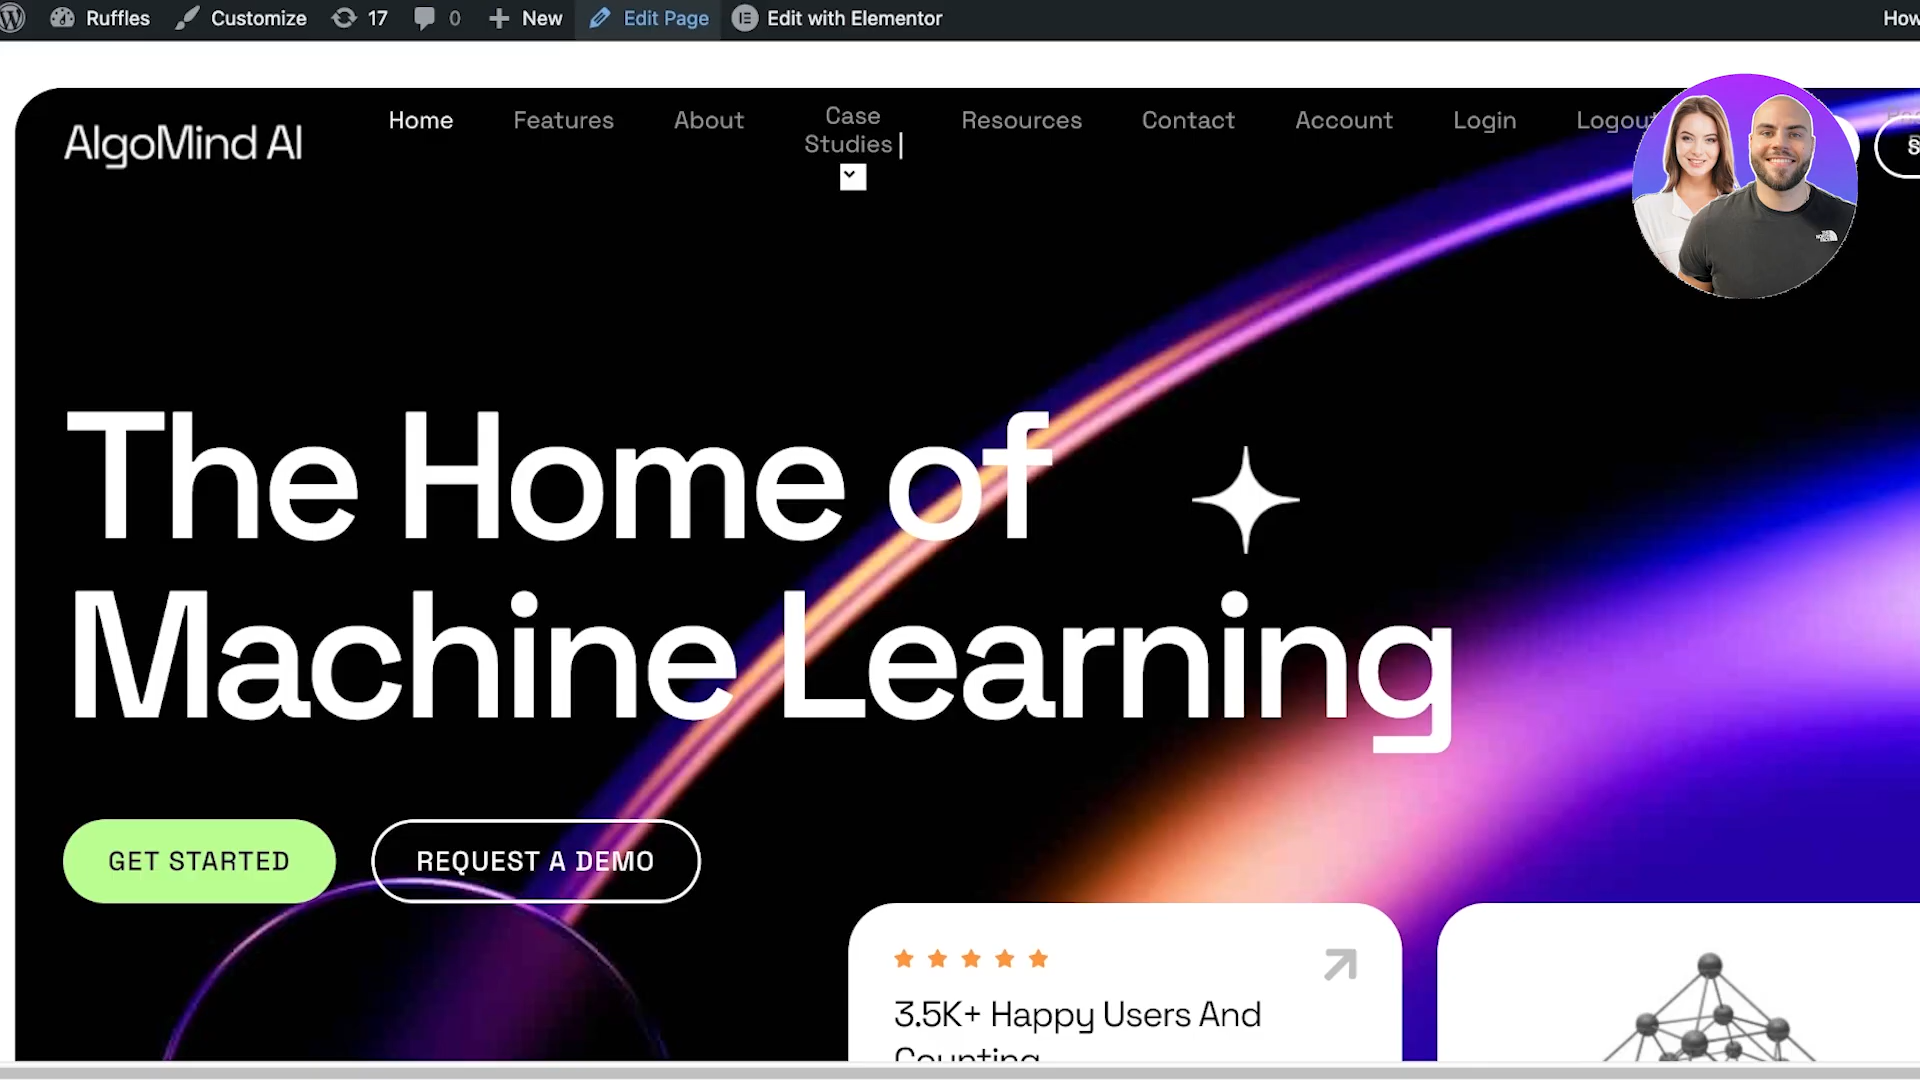 Ruffles Customize 17 0 New Edit Page Edit with Elementor How
AlgoMind AI
Home Features About Case Studies Resources Contact Account Login Logout
The Home of
Machine Learning
GET STARTED REQUEST A DEMO
3.5K+ Happy Users And
Counting